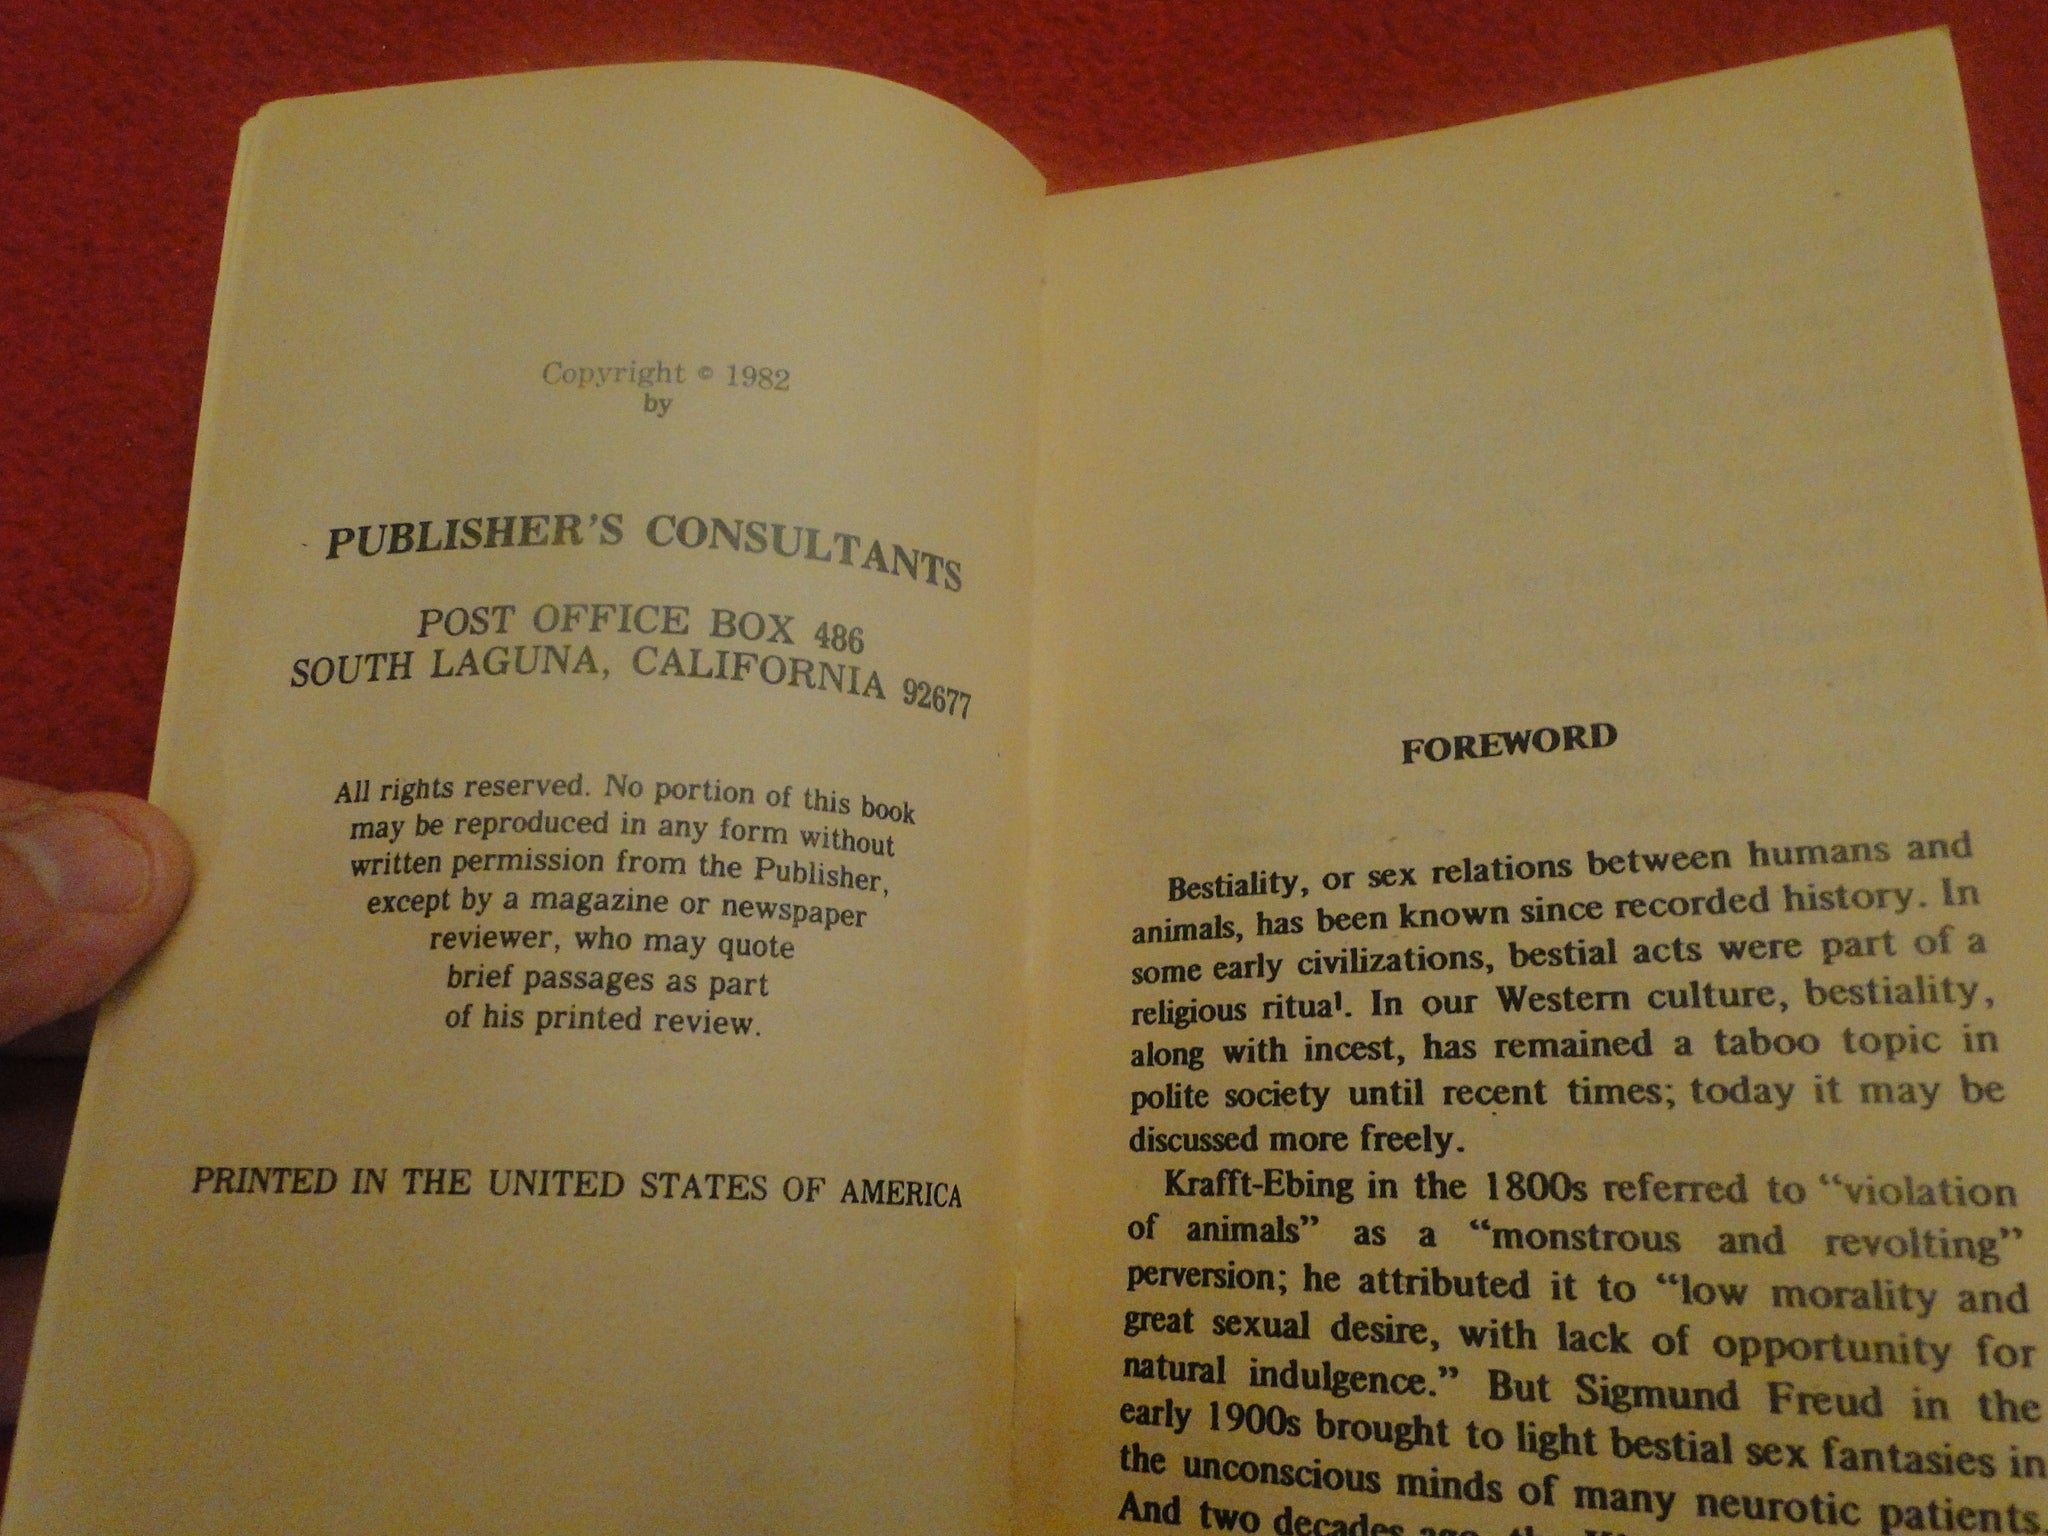 Copyright © 1982
by
PUBLISHER'S CONSULTANTS
POST OFFICE BOX 486
SOUTH LAGUNA, CALIFORNIA 92677
All rights reserved. No portion of this book
may be reproduced in any form without
written permission from the Publisher,
except by a magazine or newspaper
reviewer, who may quote
brief passages as part
of his printed review.
PRINTED IN THE UNITED STATES OF AMERICA
FOREWORD
Bestiality, or sex relations between humans and
animals, has been known since recorded history. In
some early civilizations, bestial acts were part of a
religious ritual. In our Western culture, bestiality,
along with incest, has remained a taboo topic in
polite society until recent times; today it may be
discussed more freely.
Krafft-Ebing in the 1800s referred to “violation
of animals” as a “monstrous and revolting”
perversion; he attributed it to “low morality and
great sexual desire, with lack of opportunity for
natural indulgence.” But Sigmund Freud in the
early 1900s brought to light bestial sex fantasies in
the unconscious minds of many neurotic patients.
And two decades ago, the